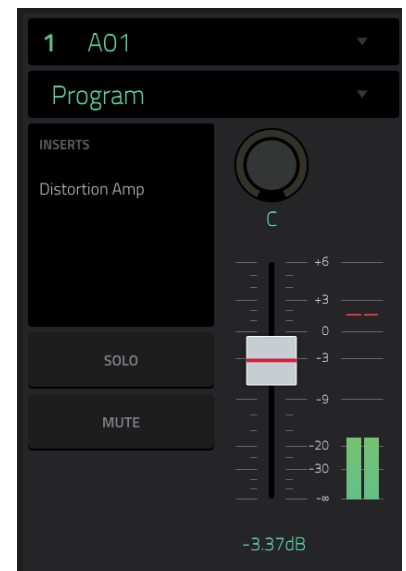 1 A01
Program
INSERTS
Distortion Amp
C
SOLO
MUTE
+6
+3
0
-3
-9
-20
-30
-∞
-3.37dB